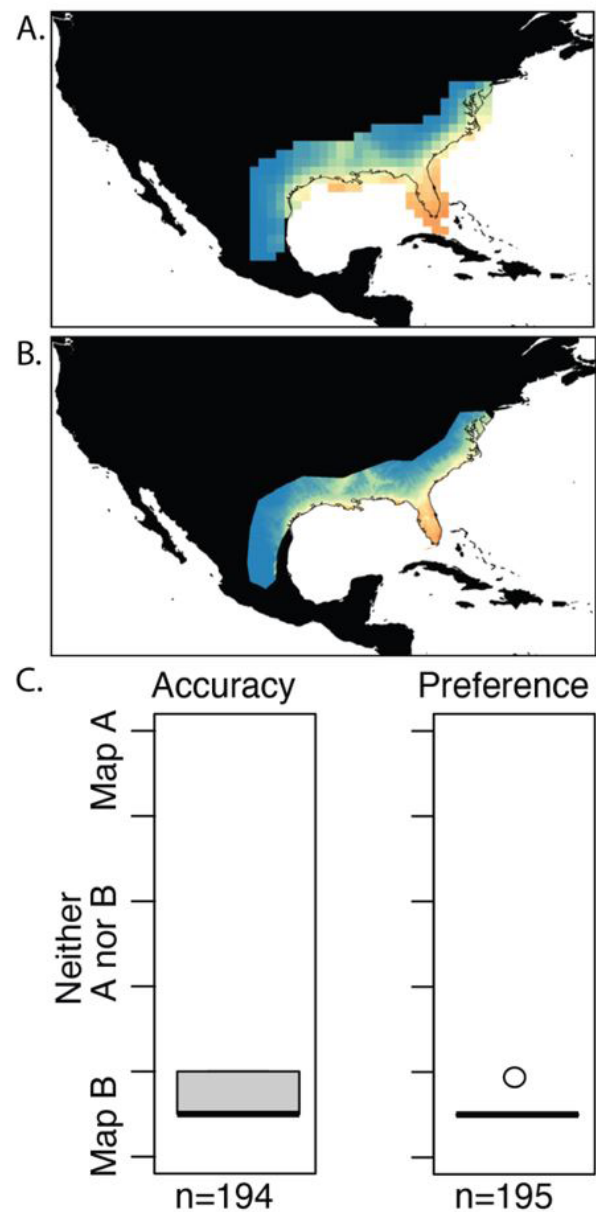 A.
B.
C.
Accuracy
Preference
Map A
Neither
A nor B
Map B
n=194
n=195